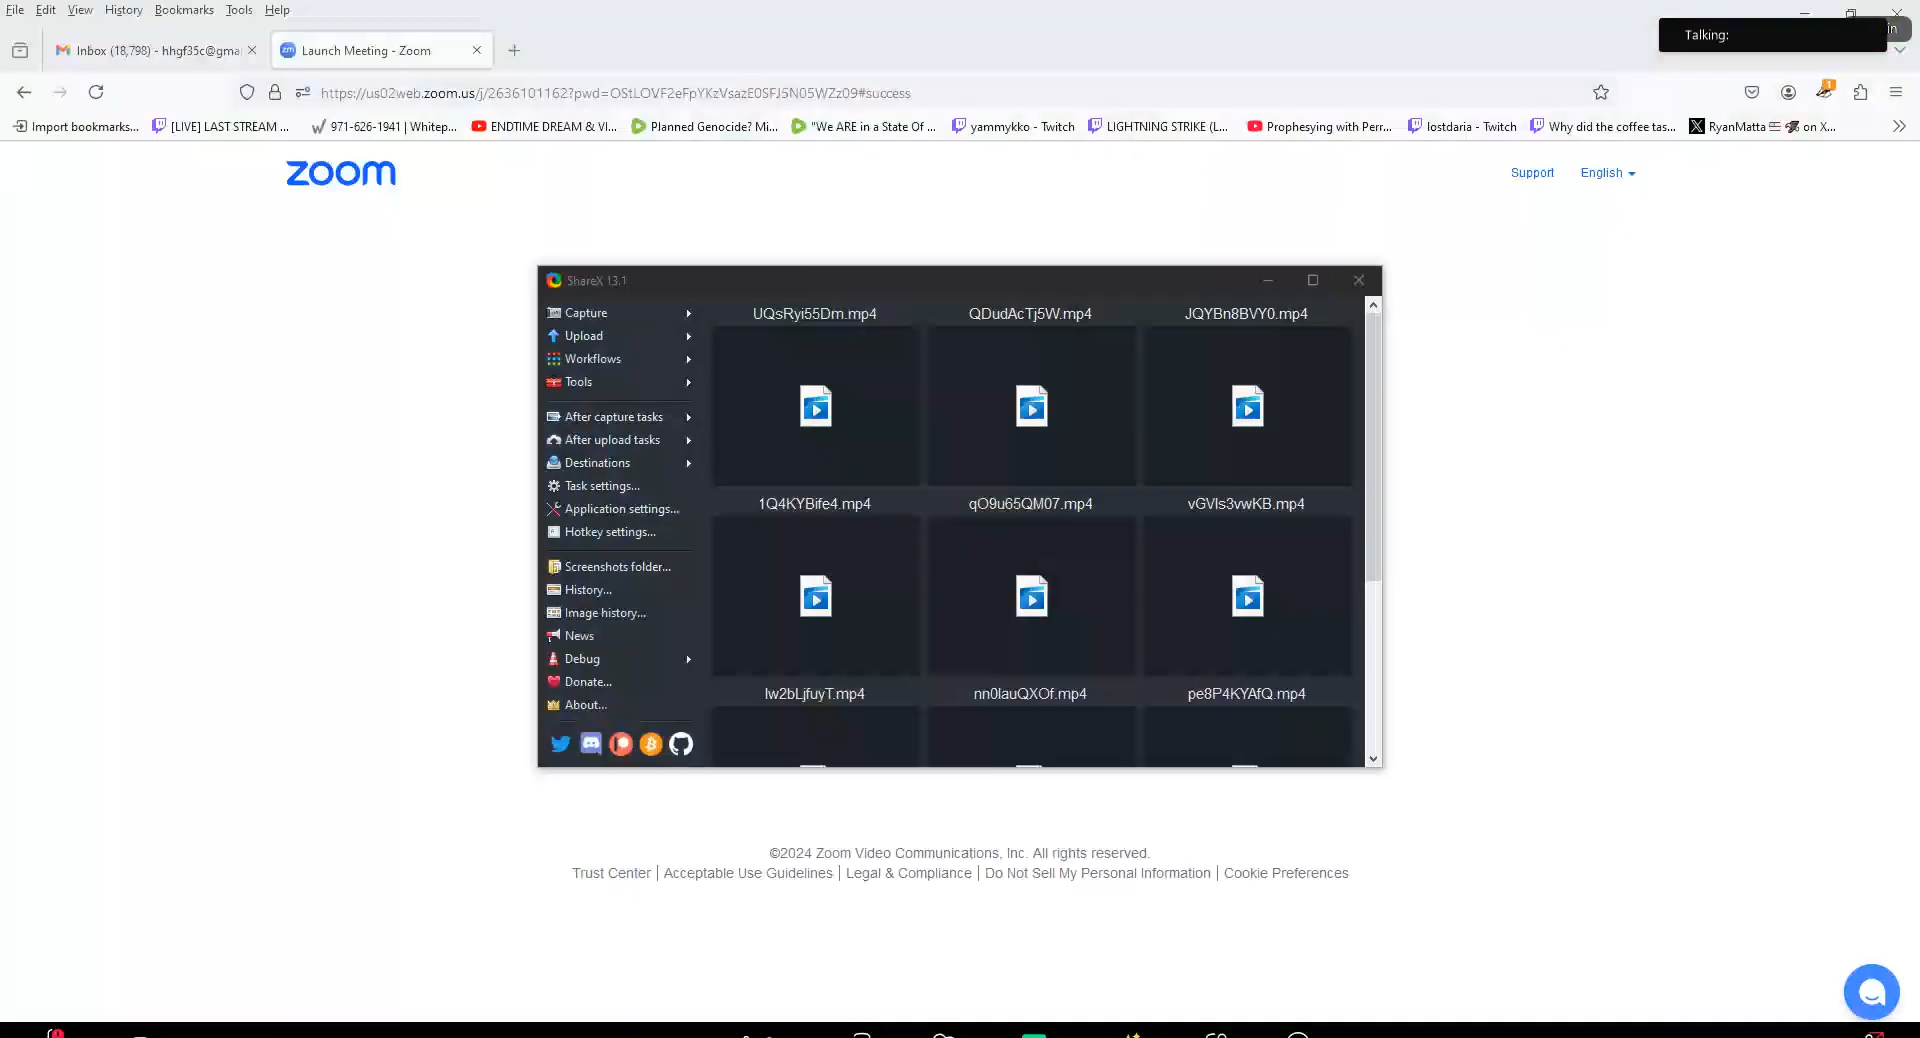 File Edit View History Bookmarks Tools Help
Inbox (18,798) - hhgf35c@gma
Launch Meeting - Zoom
Talking:
in
https://us02web.zoom.us/j/2636101162?pwd=OStLOVF2eFpYKzVsazE0SFJ5N05WZz09#success
1
Import bookmarks...
[LIVE] LAST STREAM ...
971-626-1941 | Whitep...
ENDTIME DREAM & VI...
Planned Genocide? Mi...
"We ARE in a State Of ...
yammykko - Twitch
LIGHTNING STRIKE (L...
Prophesying with Perr...
lostdaria - Twitch
Why did the coffee tas...
RyanMatta on X...
zoom
Support
English
ShareX 13.1
Capture
Upload
Workflows
Tools
After capture tasks
After upload tasks
Destinations
Task settings...
Application settings...
Hotkey settings...
Screenshots folder...
History...
Image history...
News
Debug
Donate...
About...
UQsRyi55Dm.mp4
QDudAcTj5W.mp4
JQYBn8BVY0.mp4
1Q4KYBife4.mp4
qO9u65QM07.mp4
vGVls3vwKB.mp4
lw2bLjfuyT.mp4
nn0lauQXOf.mp4
pe8P4KYAfQ.mp4
©2024 Zoom Video Communications, Inc. All rights reserved.
Trust Center | Acceptable Use Guidelines | Legal & Compliance | Do Not Sell My Personal Information | Cookie Preferences